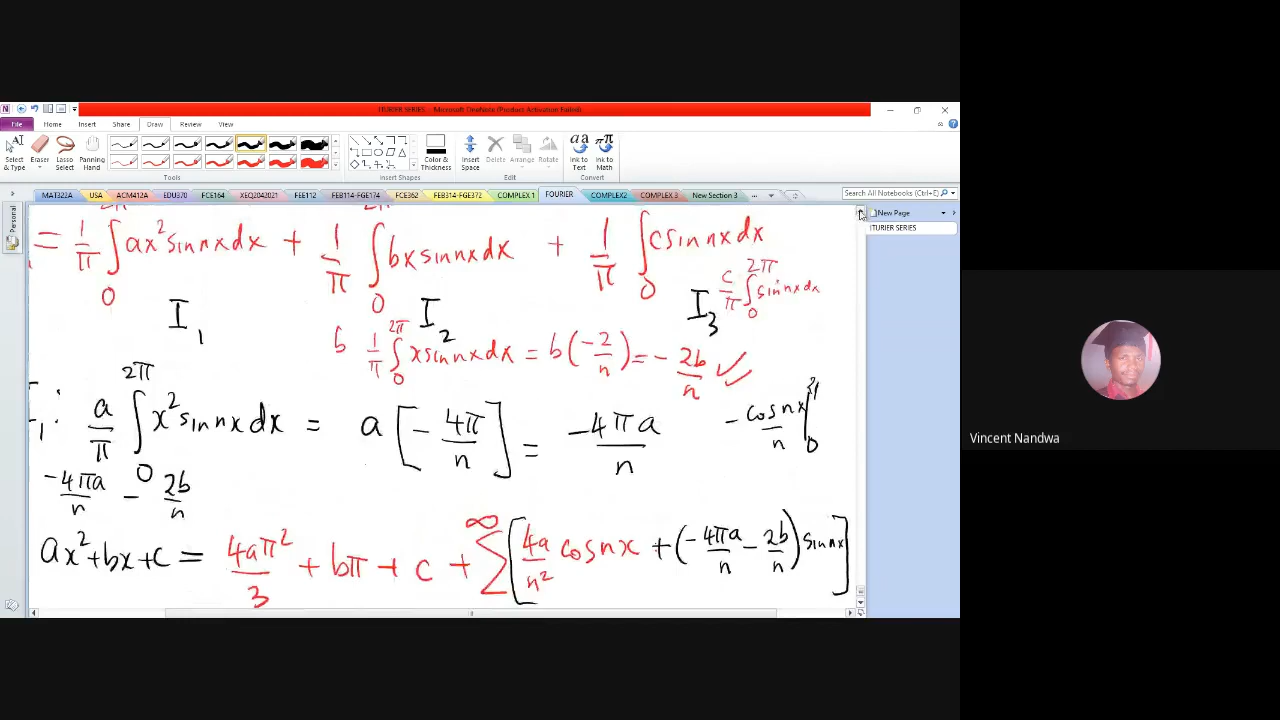 ITURIER SERIES - Microsoft OneNote (Product Activation Failed)
File Home Insert Share Draw Review View
Select & Type Eraser Lasso Select Panning Hand Color & Thickness Insert Space Delete Arrange Rotate Ink to Text Ink to Math
Tools Insert Shapes Edit Convert
MAT322A USA ACM412A EDU370 FCE164 XEQ2042021 FEE112 FEB114-FGE174 FCE362 FEB314-FGE372 COMPLEX 1 FOURIER COMPLEX2 COMPLEX 3 New Section 3 Search All Notebooks (Ctrl+E)
Personal
New Page
ITURIER SERIES
= 1/π ∫₀ ax² sin nx dx + 1/π ∫₀ bx sin nx dx + 1/π ∫₀ c sin nx dx
I₁ I₂ I₃ c/π ∫₀^2π sin nx dx
b 1/π ∫₀^2π x sin nx dx = b(-2/n) = - 2b/n ✓✓
I₁: a/π ∫₀^2π x² sin nx dx = a[-4π/n] = -4πa/n - cos nx/n |₀
-4πa/n - 2b/n
ax²+bx+c = 4aπ²/3 + bπ + c + ∑^∞ [4a/n² cos nx + (-4πa/n - 2b/n) sin nx]
Vincent Nandwa